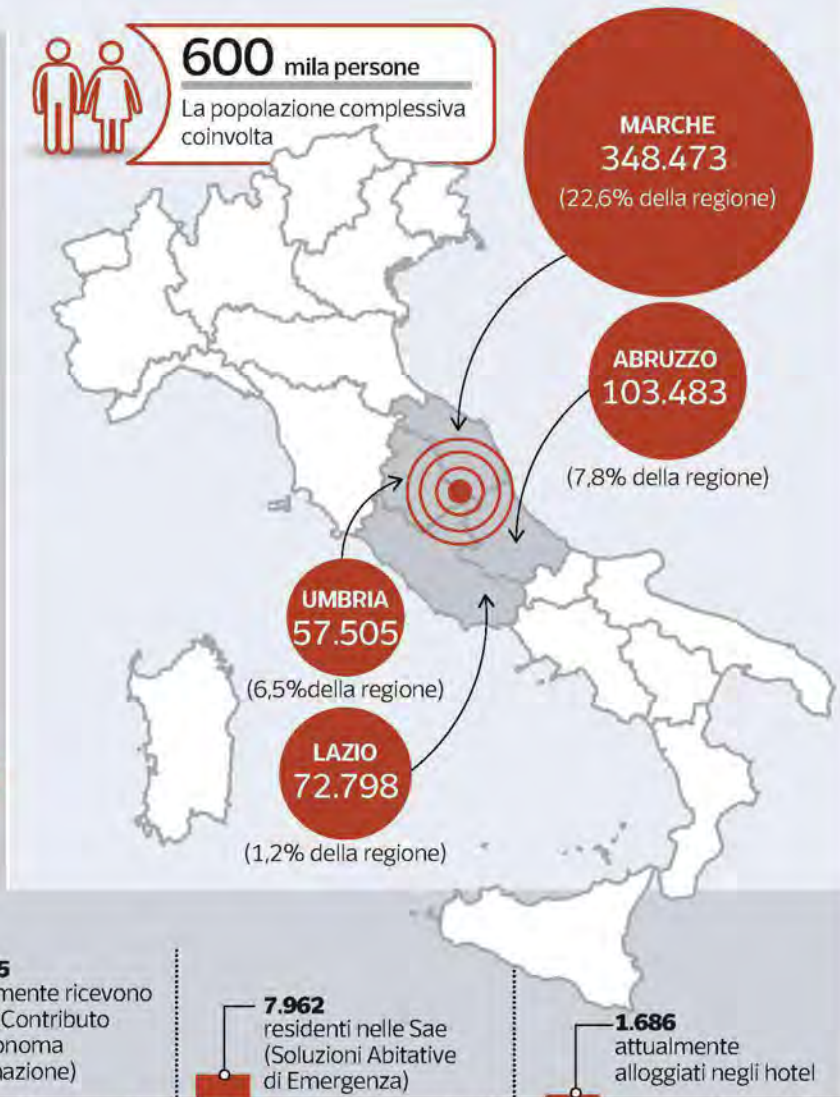 600 mila persone
La popolazione complessiva
coinvolta
MARCHE
348.473
(22,6% della regione)
ABRUZZO
103.483
(7,8% della regione)
UMBRIA
57.505
(6,5%della regione)
LAZIO
72.798
(1,2% della regione)
5
mente ricevono
Contributo
7.962
residenti nelle Sae
(Soluzioni Abitative
di Emergenza)
1.686
attualmente
alloggiati negli hotel